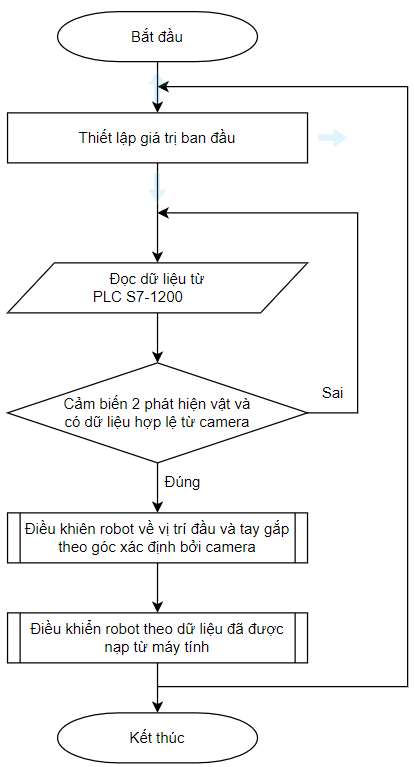 Bắt đầu
Thiết lập giá trị ban đầu
Đọc dữ liệu từ
PLC S7-1200
Cảm biến 2 phát hiện vật và
có dữ liệu hợp lệ từ camera
Sai
Đúng
Điều khiên robot về vị trí đầu và tay gắp
theo góc xác định bởi camera
Điều khiển robot theo dữ liệu đã được
nạp từ máy tính
Kết thúc